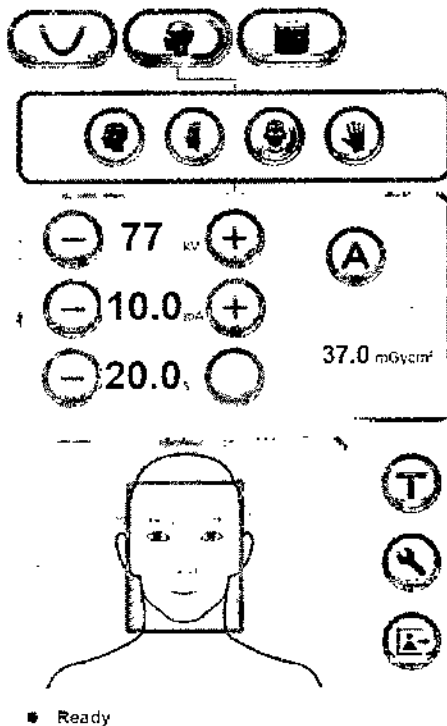 − 77 kV +
A
− 10.0 mA +
− 20.0 s
37.0 mGycm²
T
Ready